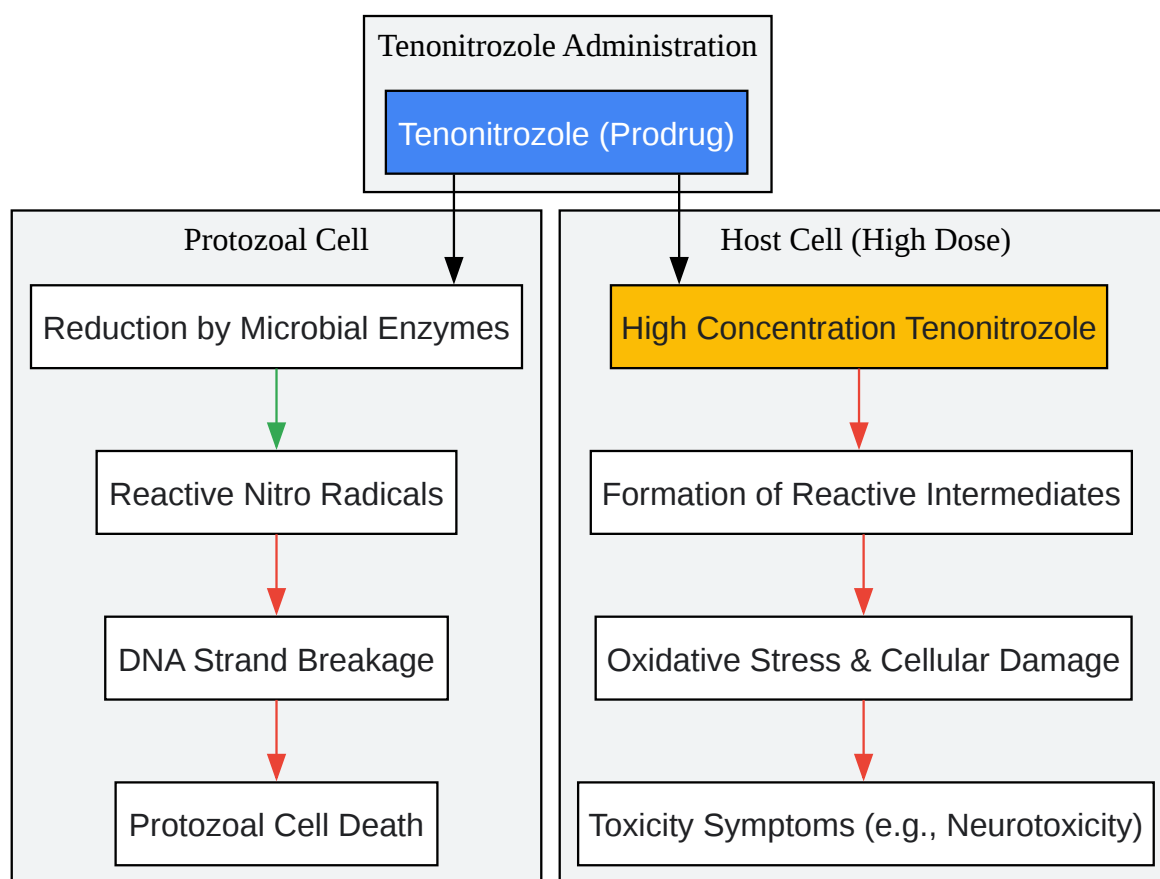 Tenonitrozole Administration
Tenonitrozole (Prodrug)
Protozoal Cell
Reduction by Microbial Enzymes
Reactive Nitro Radicals
DNA Strand Breakage
Protozoal Cell Death
Host Cell (High Dose)
High Concentration Tenonitrozole
Formation of Reactive Intermediates
Oxidative Stress & Cellular Damage
Toxicity Symptoms (e.g., Neurotoxicity)